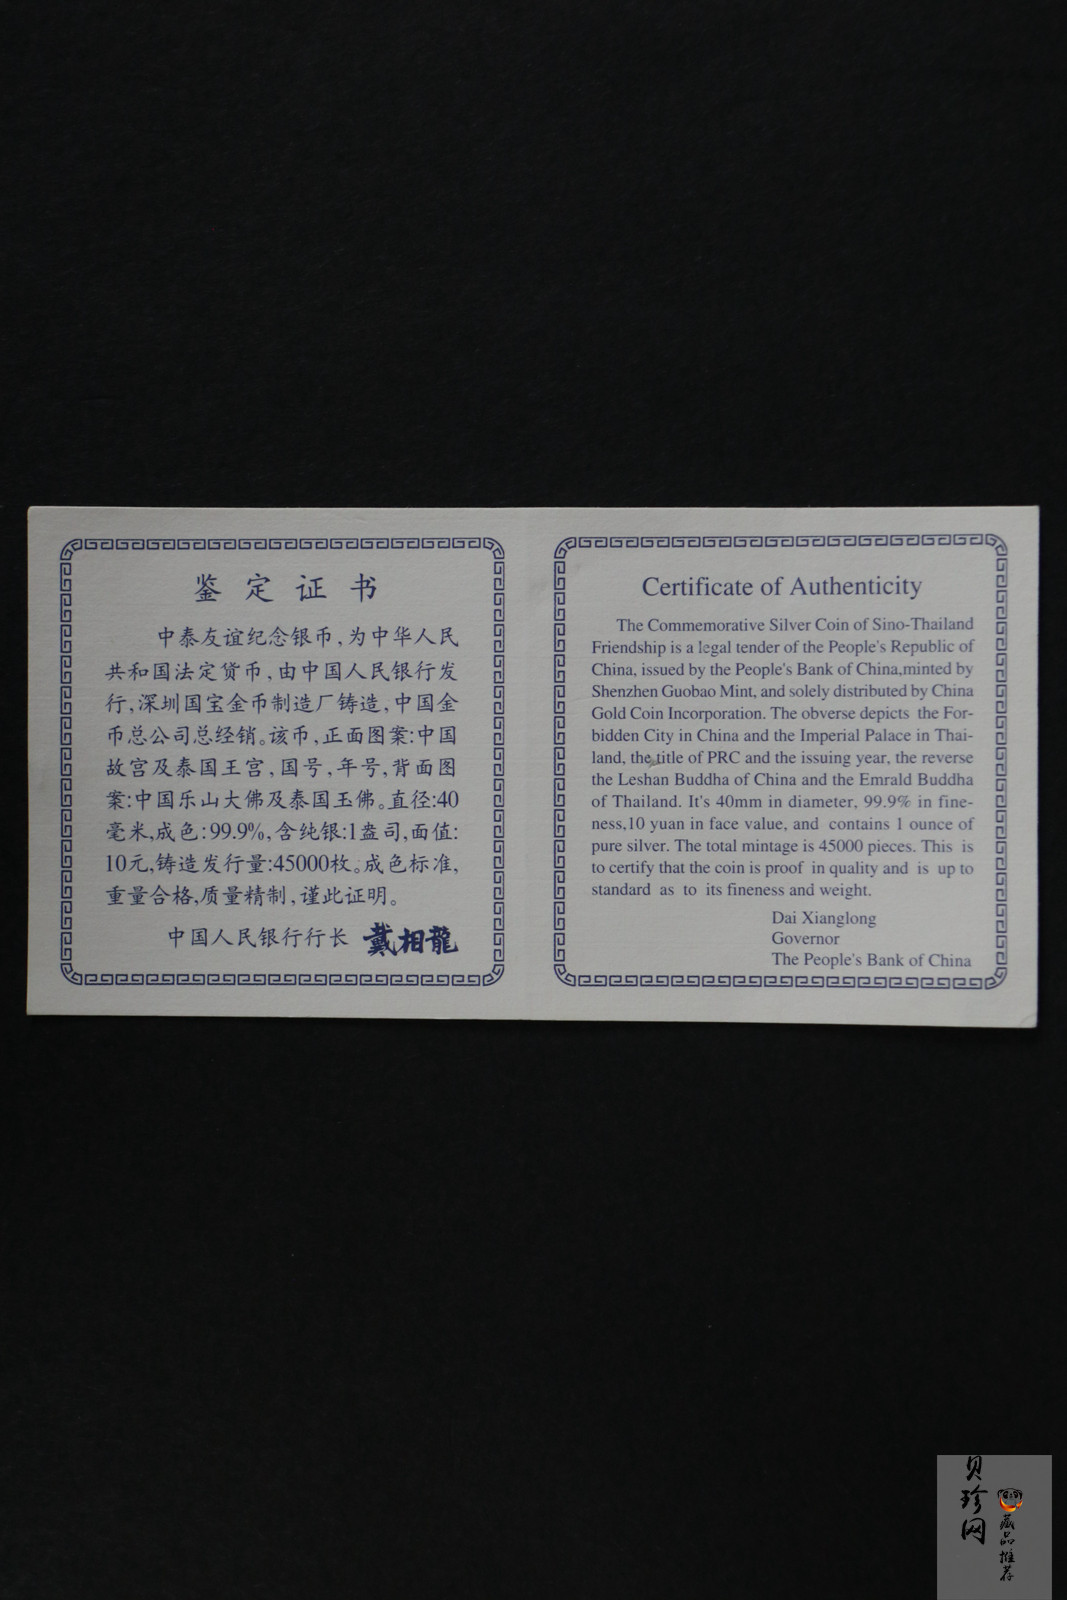 鉴定证书
中泰友谊纪念银币,为中华人民
共和国法定货币,由中国人民银行发
行,深圳国宝金币制造厂铸造,中国金
币总公司总经销。该币,正面图案:中国
故宫及泰国王宫,国号,年号,背面图
案:中国乐山大佛及泰国玉佛。直径:40
毫米,成色:99.9%,含纯银:1盎司,面值:
10元,铸造发行量:45000枚。成色标准,
重量合格,质量精制,谨此证明。
中国人民银行行长 戴相龍
Certificate of Authenticity
The Commemorative Silver Coin of Sino-Thailand
Friendship is a legal tender of the People's Republic of
China, issued by the People's Bank of China,minted by
Shenzhen Guobao Mint, and solely distributed by China
Gold Coin Incorporation. The obverse depicts the For-
bidden City in China and the Imperial Palace in Thai-
land, the title of PRC and the issuing year, the reverse
the Leshan Buddha of China and the Emrald Buddha
of Thailand. It's 40mm in diameter, 99.9% in fine-
ness,10 yuan in face value, and contains 1 ounce of
pure silver. The total mintage is 45000 pieces. This is
to certify that the coin is proof in quality and is up to
standard as to its fineness and weight.
Dai Xianglong
Governor
The People's Bank of China
贝珍网
藏品推荐